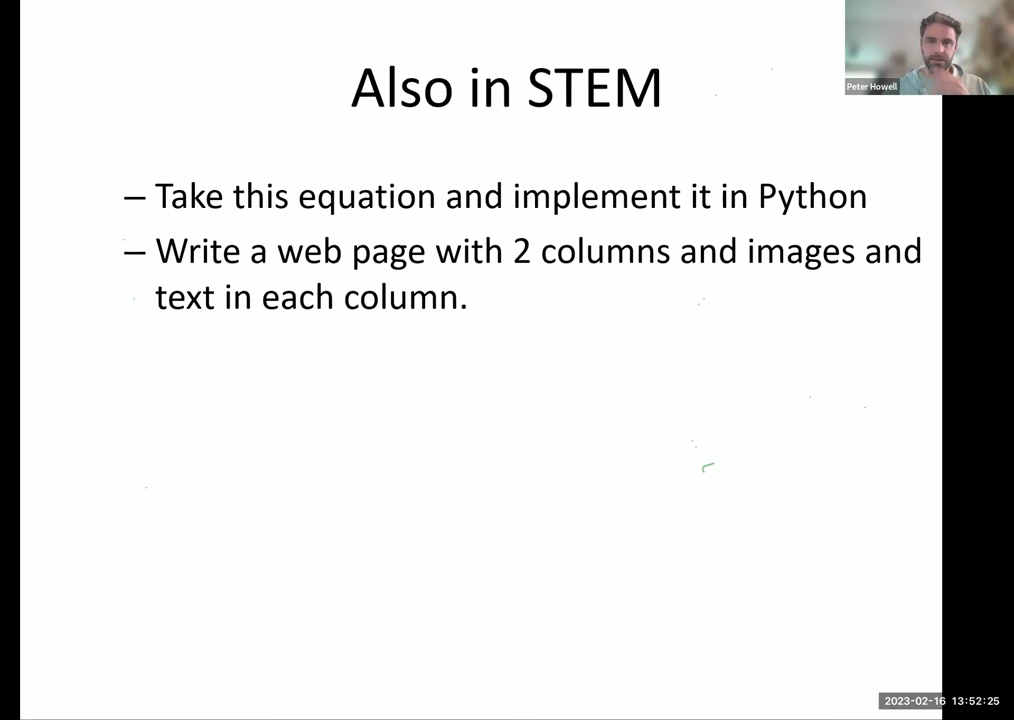 Also in STEM
Peter Howell
– Take this equation and implement it in Python
– Write a web page with 2 columns and images and
text in each column.
2023-02-16 13:52:25